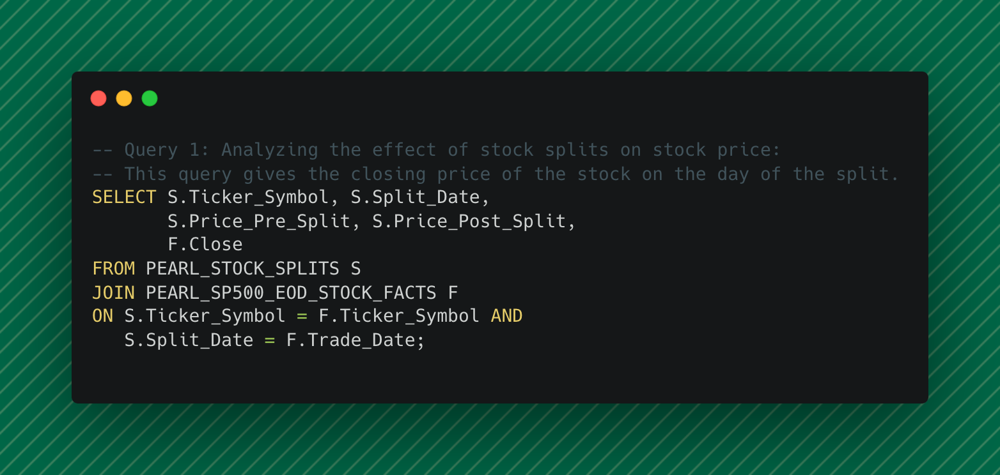 -- Query 1: Analyzing the effect of stock splits on stock price:
-- This query gives the closing price of the stock on the day of the split.
SELECT S.Ticker_Symbol, S.Split_Date,
       S.Price_Pre_Split, S.Price_Post_Split,
       F.Close
FROM PEARL_STOCK_SPLITS S
JOIN PEARL_SP500_EOD_STOCK_FACTS F
ON S.Ticker_Symbol = F.Ticker_Symbol AND
   S.Split_Date = F.Trade_Date;